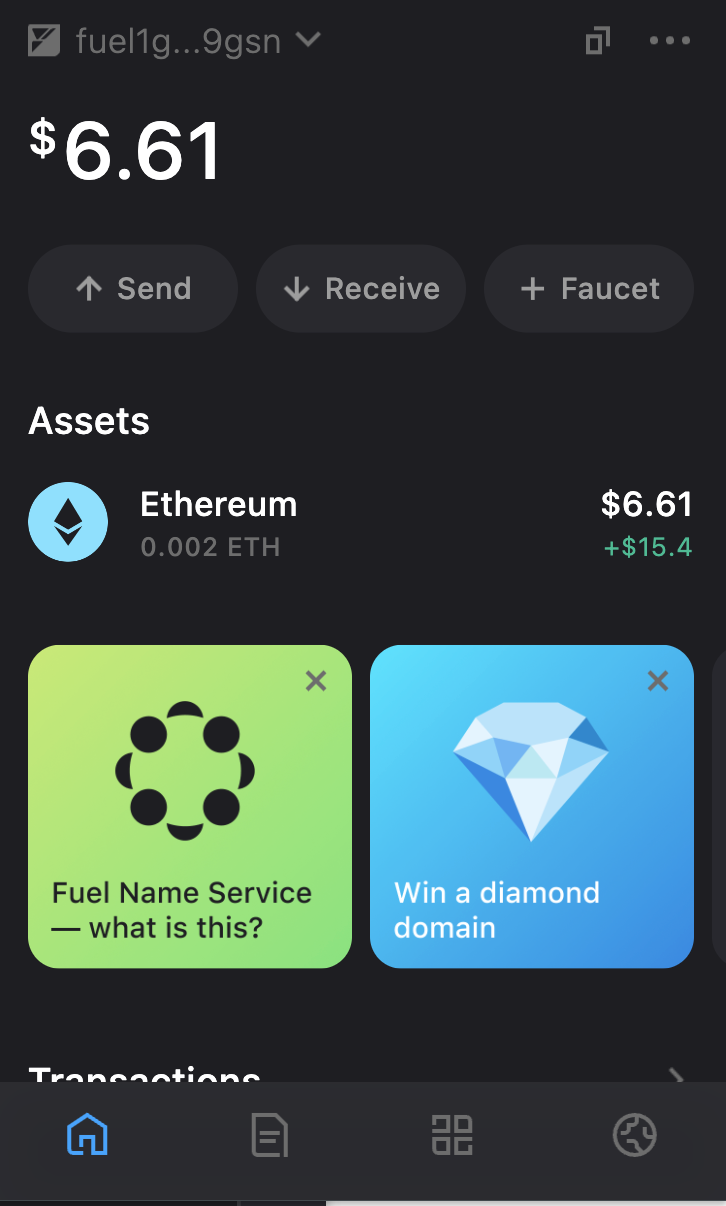 fuel1g...9gsn
$6.61
Send
Receive
Faucet
Assets
Ethereum
$6.61
0.002 ETH
+$15.4
Fuel Name Service
— what is this?
Win a diamond
domain
Transactions